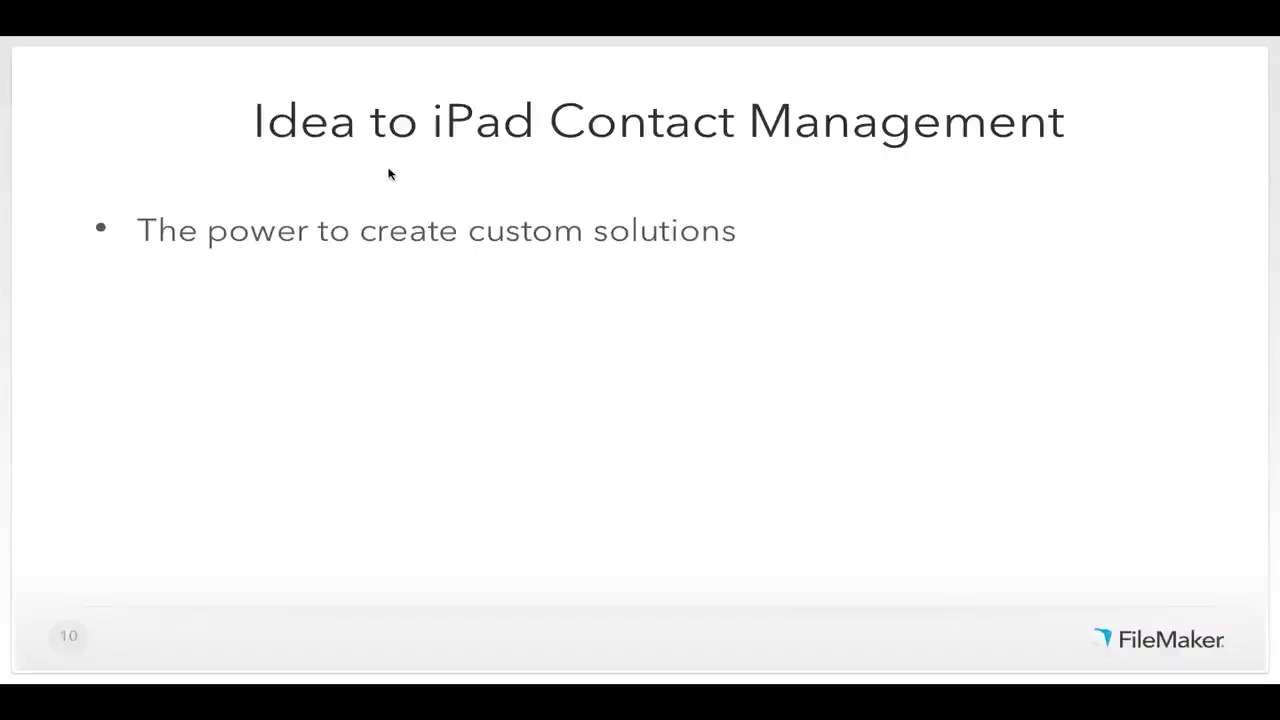 Idea to iPad Contact Management
• The power to create custom solutions
10
FileMaker